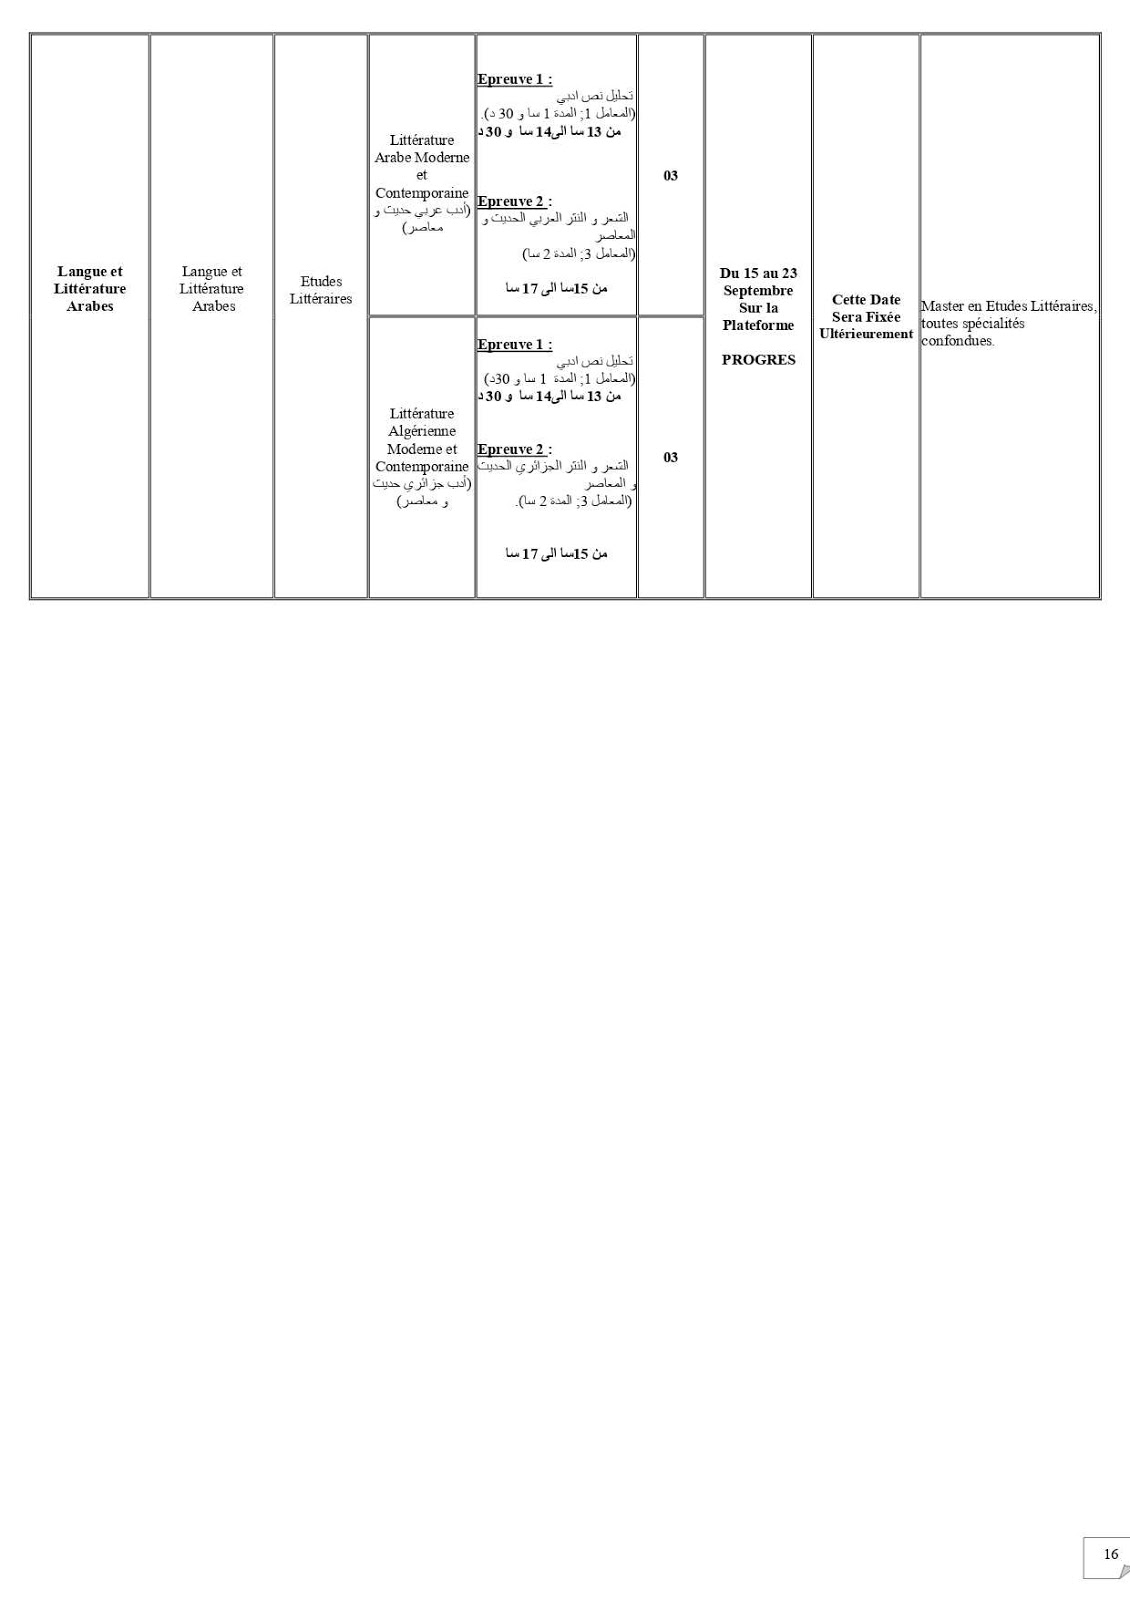 Langue et
Littérature
Arabes
Langue et
Littérature
Arabes
Etudes
Littéraires
Littérature
Arabe Moderne
et
Contemporaine
(أدب عربي حديث و
معاصر)
Epreuve 1 :
تحليل نص ادبي
(المعامل 1; المدة 1 سا و 30 د).
من 13 سا الى14 سا و 30 د
Epreuve 2 :
الشعر و النثر العربي الحديث و
المعاصر
(المعامل 3; المدة 2 سا)
من 15سا الى 17 سا
03
Littérature
Algérienne
Moderne et
Contemporaine
(أدب جزائري حديث
و معاصر)
Epreuve 1 :
تحليل نص ادبي
(المعامل 1; المدة 1 سا و 30د)
من 13 سا الى14 سا و 30 د
Epreuve 2 :
الشعر و النثر الجزائري الحديث
و المعاصر
(المعامل 3; المدة 2 سا).
من 15سا الى 17 سا
03
Du 15 au 23
Septembre
Sur la
Plateforme
PROGRES
Cette Date
Sera Fixée
Ultérieurement
Master en Etudes Littéraires,
toutes spécialités
confondues.
16